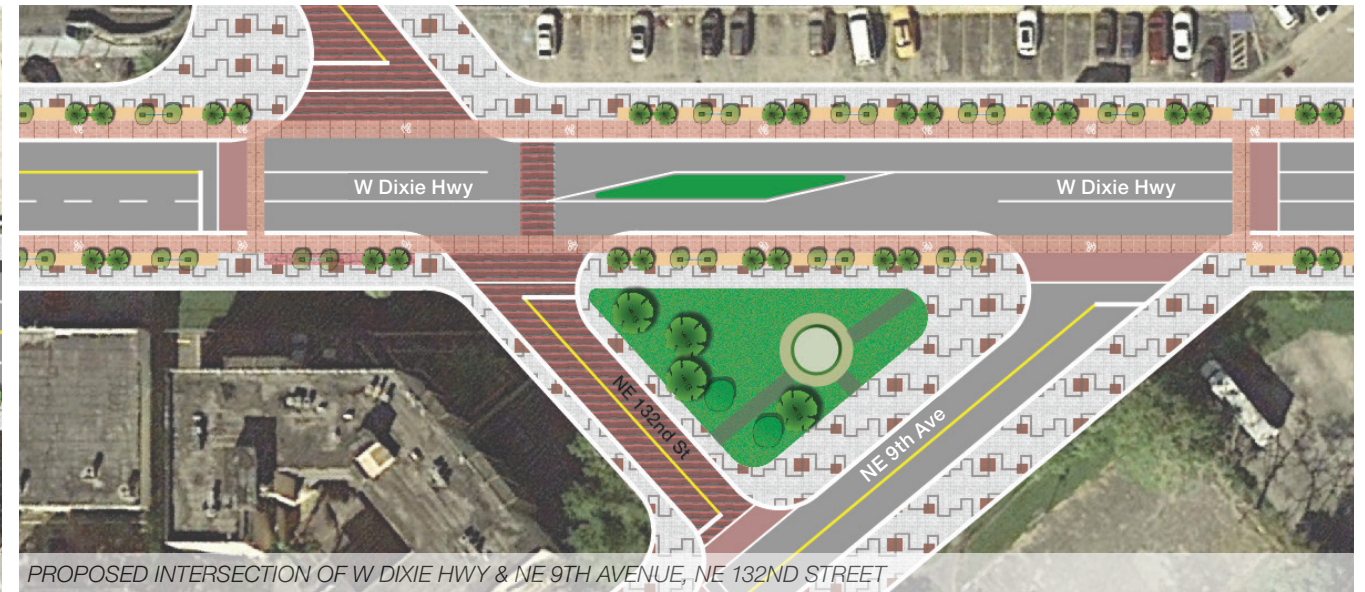 W Dixie Hwy
W Dixie Hwy
NE 132nd St
NE 9th Ave
PROPOSED INTERSECTION OF W DIXIE HWY & NE 9TH AVENUE, NE 132ND STREET